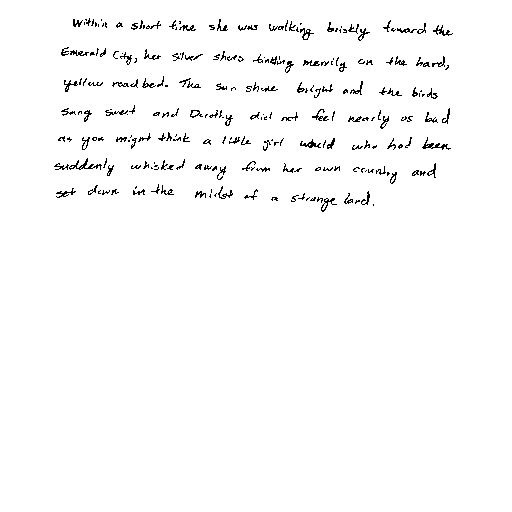 Within a short time she was walking briskly toward the
Emerald City, her silver shoes tinkling merrily on the hard,
yellow roadbed. The sun shone bright and the birds
sang sweet and Dorothy did not feel nearly as bad
as you might think a little girl would who had been
suddenly whisked away from her own country and
set down in the midst of a strange land.